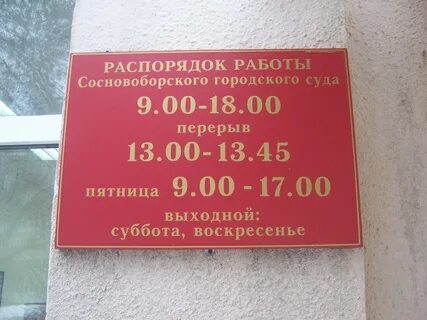 РАСПОРЯДОК РАБОТЫ
Сосновоборского городского суда
9.00-18.00
перерыв
13.00-13.45
пятница 9.00 - 17.00
выходной:
суббота, воскресенье